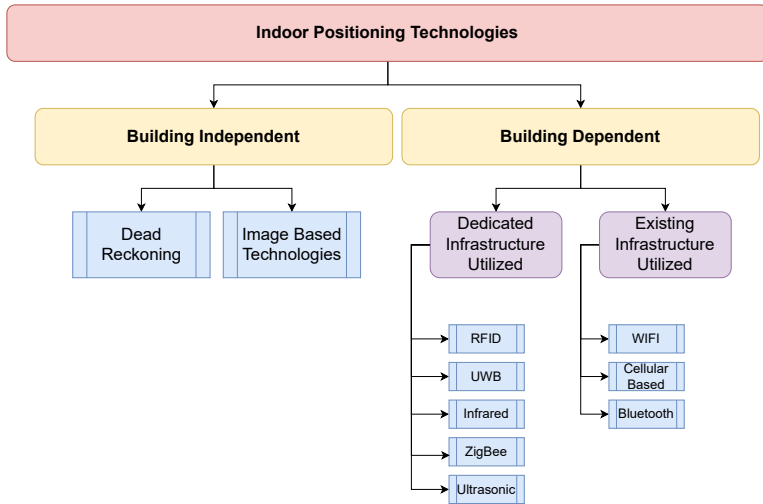 Indoor Positioning Technologies
Building Independent
Building Dependent
Dead
Reckoning
Image Based
Technologies
Dedicated
Infrastructure
Utilized
Existing
Infrastructure
Utilized
RFID
UWB
Infrared
ZigBee
Ultrasonic
WIFI
Cellular
Based
Bluetooth